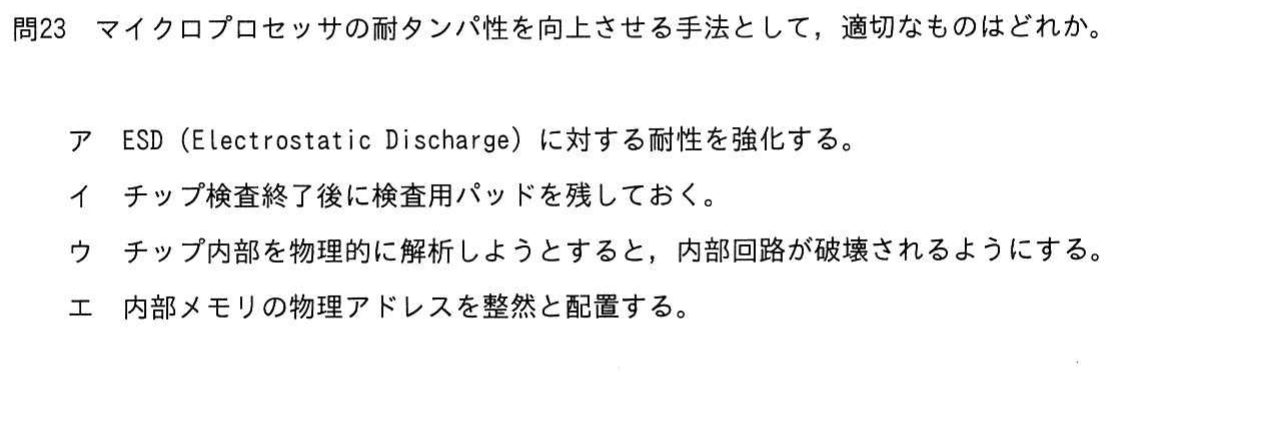 問23　マイクロプロセッサの耐タンパ性を向上させる手法として，適切なものはどれか。
ア　ESD（Electrostatic Discharge）に対する耐性を強化する。
イ　チップ検査終了後に検査用パッドを残しておく。
ウ　チップ内部を物理的に解析しようとすると，内部回路が破壊されるようにする。
エ　内部メモリの物理アドレスを整然と配置する。